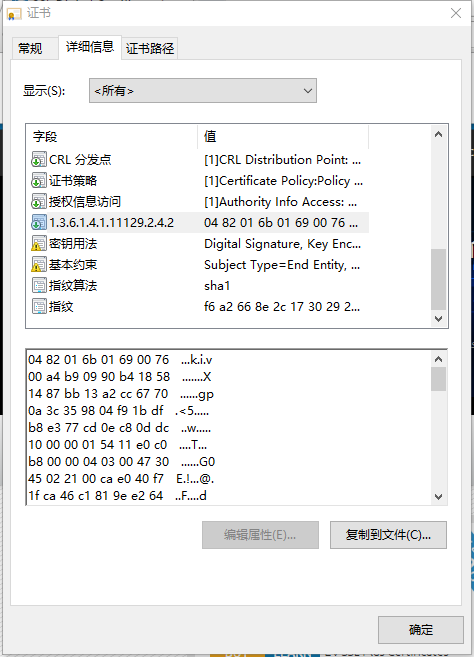 证书
常规 详细信息 证书路径
显示(S): <所有>
字段 值
CRL 分发点 [1]CRL Distribution Point: ...
证书策略 [1]Certificate Policy:Policy ...
授权信息访问 [1]Authority Info Access: ...
1.3.6.1.4.1.11129.2.4.2 04 82 01 6b 01 69 00 76 ...
密钥用法 Digital Signature, Key Enc...
基本约束 Subject Type=End Entity, ...
指纹算法 sha1
指纹 f6 a2 66 8e 2c 17 30 29 2...
04 82 01 6b 01 69 00 76 ...k.i.v
00 a4 b9 09 90 b4 18 58 .......X
14 87 bb 13 a2 cc 67 70 ......gp
0a 3c 35 98 04 f9 1b df .<5.....
b8 e3 77 cd 0e c8 0d dc ..w.....
10 00 00 01 54 11 e0 c0 ....T...
b8 00 00 04 03 00 47 30 ......G0
45 02 21 00 ca e0 40 f7 E.!...@.
1f ca 46 c1 81 9e e2 64 ..F....d
编辑属性(E)... 复制到文件(C)...
确定